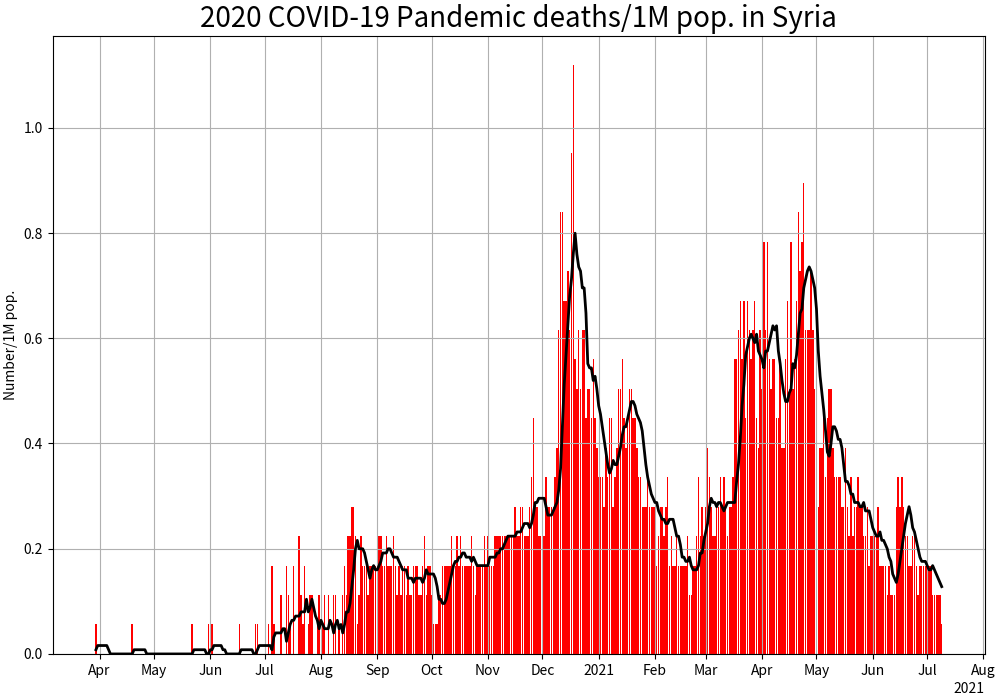 2020 COVID-19 Pandemic deaths/1M pop. in Syria
Number/1M pop.
1.0
0.8
0.6
0.4
0.2
0.0
Apr May Jun Jul Aug Sep Oct Nov Dec 2021 Feb Mar Apr May Jun Jul Aug
2021